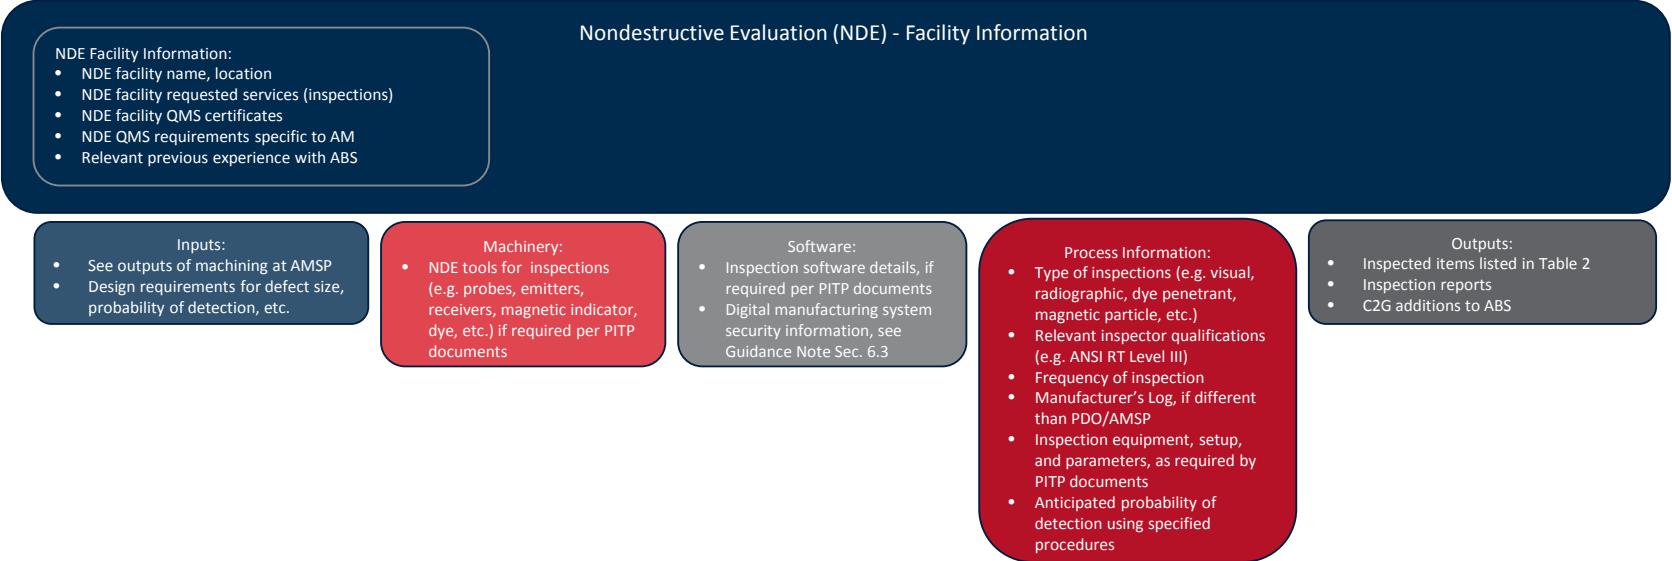 Nondestructive Evaluation (NDE) - Facility Information
NDE Facility Information:
• NDE facility name, location
• NDE facility requested services (inspections)
• NDE facility QMS certificates
• NDE QMS requirements specific to AM
• Relevant previous experience with ABS
Inputs:
• See outputs of machining at AMSP
• Design requirements for defect size,
probability of detection, etc.
Machinery:
• NDE tools for inspections
(e.g. probes, emitters,
receivers, magnetic indicator,
dye, etc.) if required per PITP
documents
Software:
• Inspection software details, if
required per PITP documents
• Digital manufacturing system
security information, see
Guidance Note Sec. 6.3
Process Information:
• Type of inspections (e.g. visual,
radiographic, dye penetrant,
magnetic particle, etc.)
• Relevant inspector qualifications
(e.g. ANSI RT Level III)
• Frequency of inspection
• Manufacturer’s Log, if different
than PDO/AMSP
• Inspection equipment, setup,
and parameters, as required by
PITP documents
• Anticipated probability of
detection using specified
procedures
Outputs:
• Inspected items listed in Table 2
• Inspection reports
• C2G additions to ABS